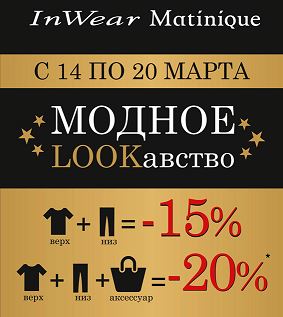 InWear Matinique
С 14 ПО 20 МАРТА
МОДНОЕ
LOOKавство
+ = -15%
верх низ
+ + = -20%*
верх низ аксессуар